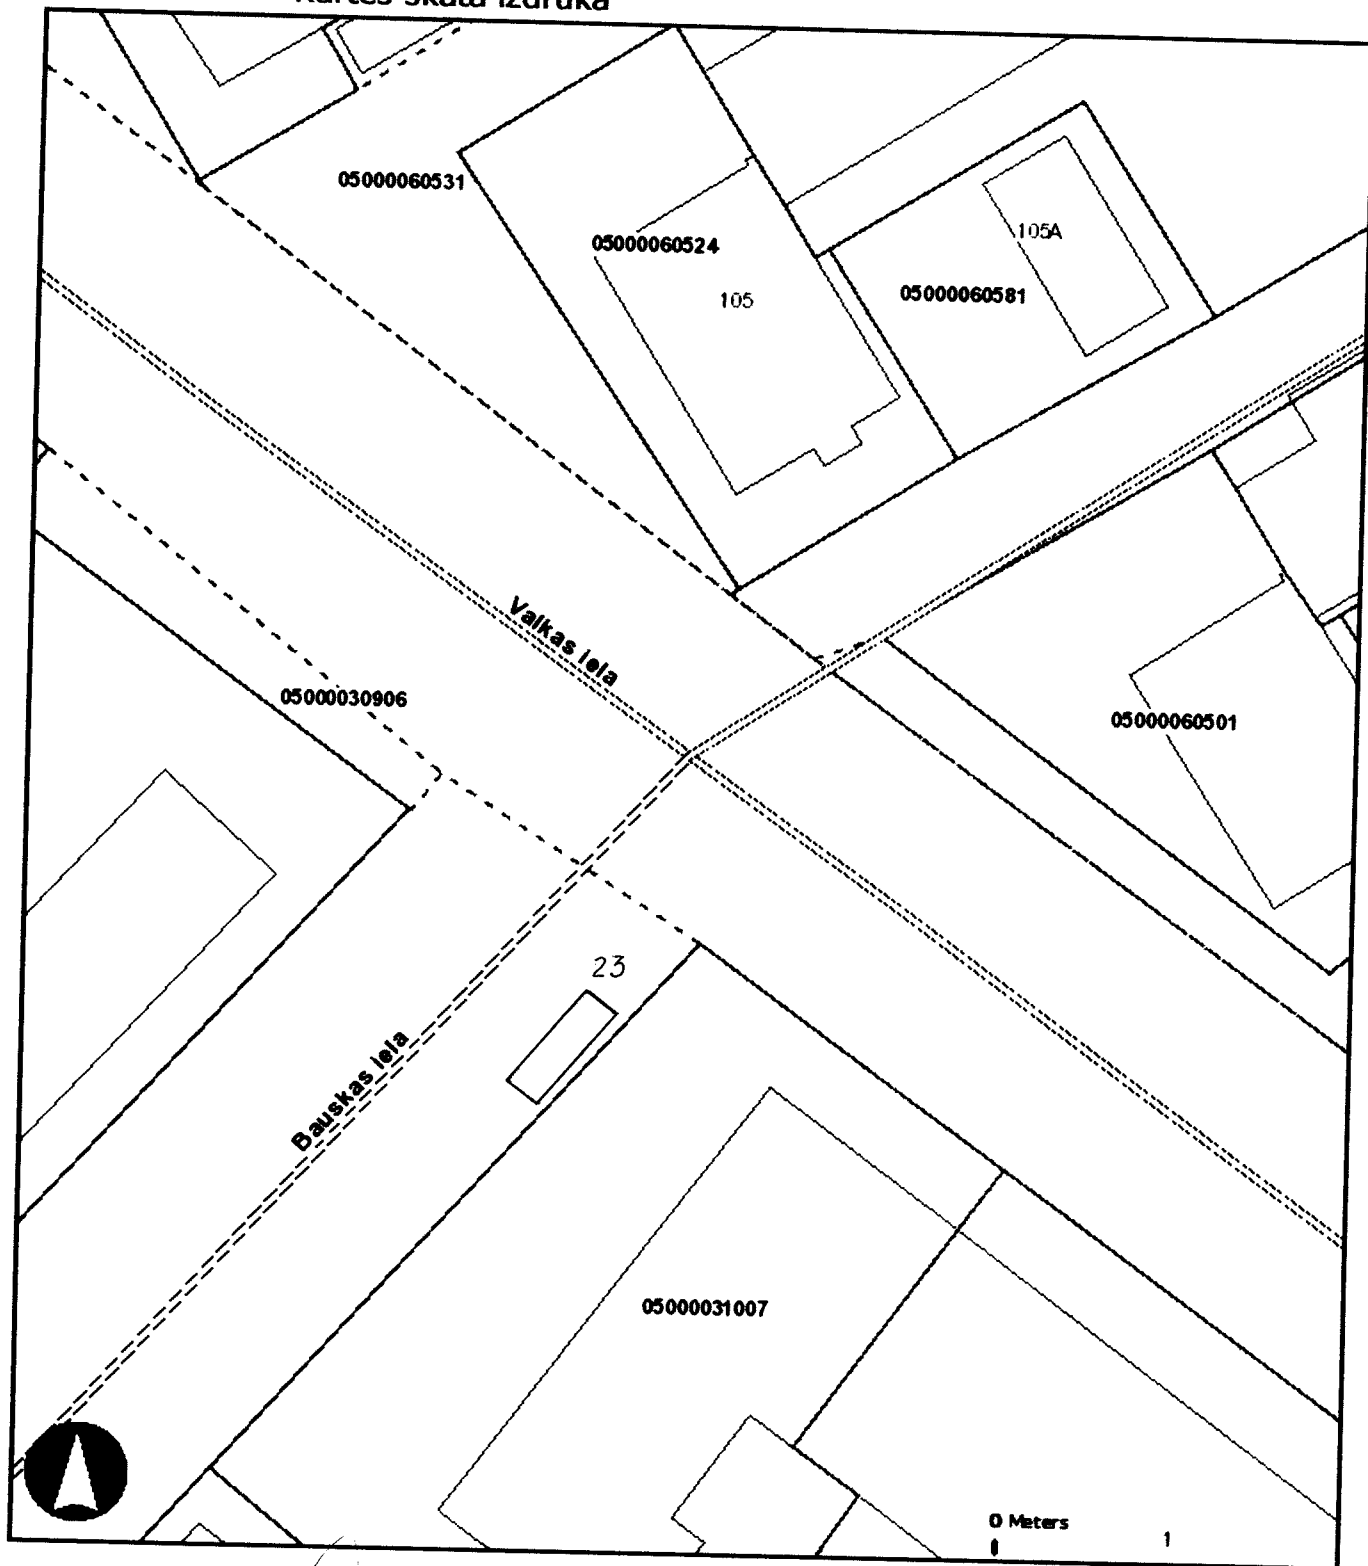 Kartes skata izdruka
05000060531
05000060524
105A
05000060581
105
Valkas iela
05000030906
05000060501
23
Bauskas iela
05000031007
0 Meters
1